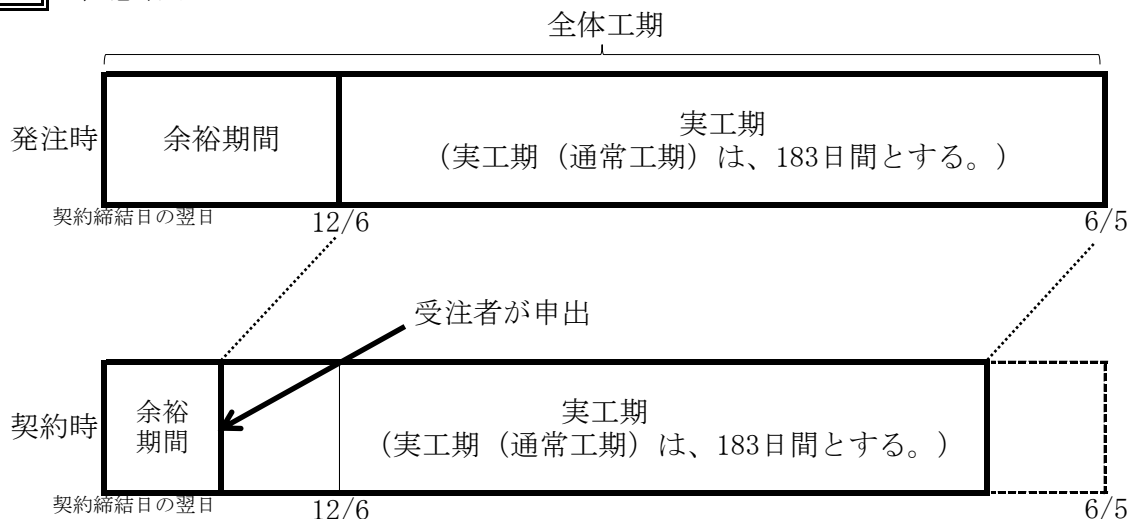 全体工期
発注時
余裕期間
実工期
（実工期（通常工期）は、183日間とする。）
契約締結日の翌日
12/6
6/5
受注者が申出
契約時
余裕
期間
実工期
（実工期（通常工期）は、183日間とする。）
契約締結日の翌日
12/6
6/5